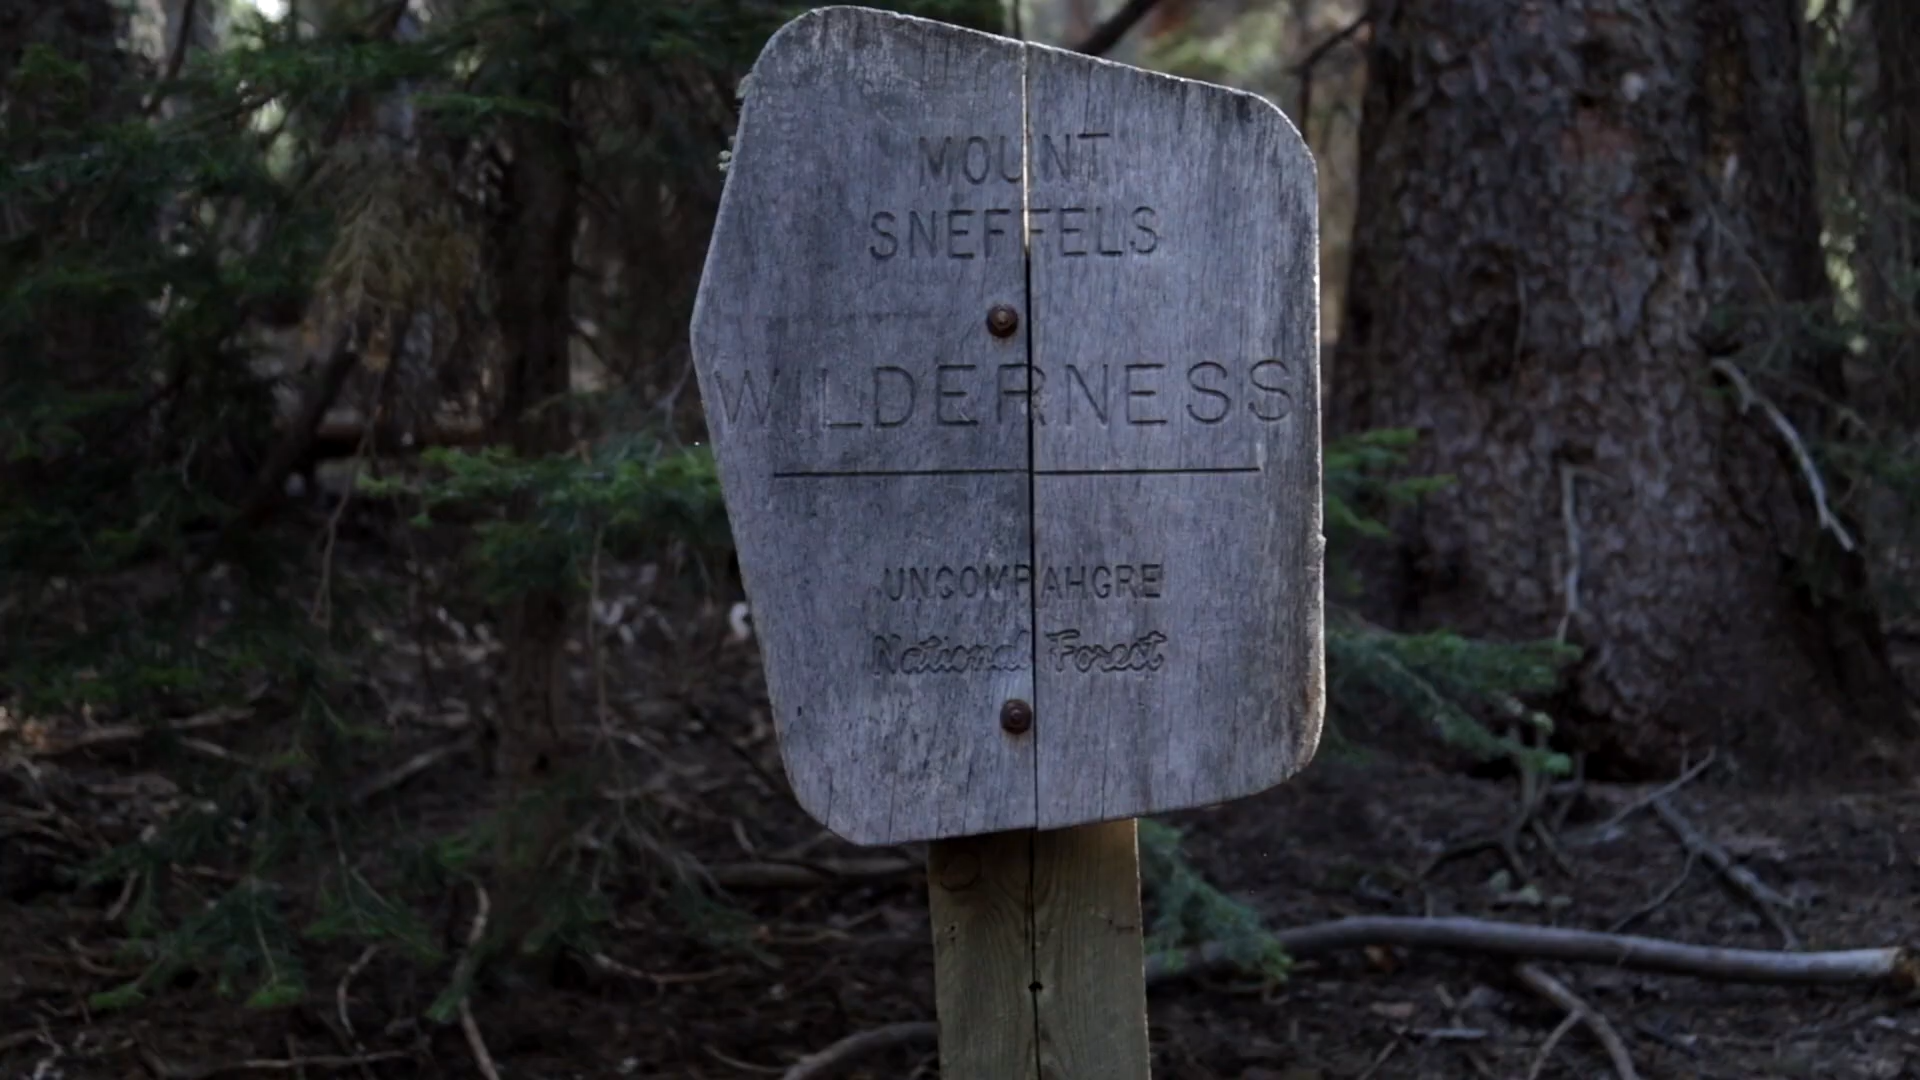 MOUNT
SNEFFELS
WILDERNESS
UNCOMPAHGRE
National Forest